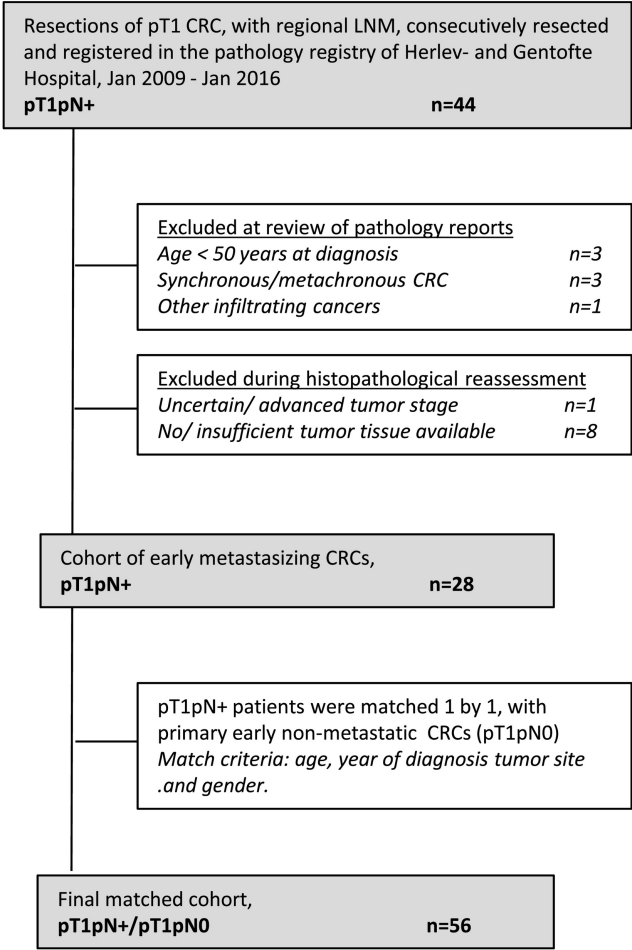 Resections of pT1 CRC, with regional LNM, consecutively resected
and registered in the pathology registry of Herlev- and Gentofte
Hospital, Jan 2009 - Jan 2016
pT1pN+ n=44
Excluded at review of pathology reports
Age < 50 years at diagnosis n=3
Synchronous/metachronous CRC n=3
Other infiltrating cancers n=1
Excluded during histopathological reassessment
Uncertain/ advanced tumor stage n=1
No/ insufficient tumor tissue available n=8
Cohort of early metastasizing CRCs,
pT1pN+ n=28
pT1pN+ patients were matched 1 by 1, with
primary early non-metastatic CRCs (pT1pN0)
Match criteria: age, year of diagnosis tumor site
.and gender.
Final matched cohort,
pT1pN+/pT1pN0 n=56